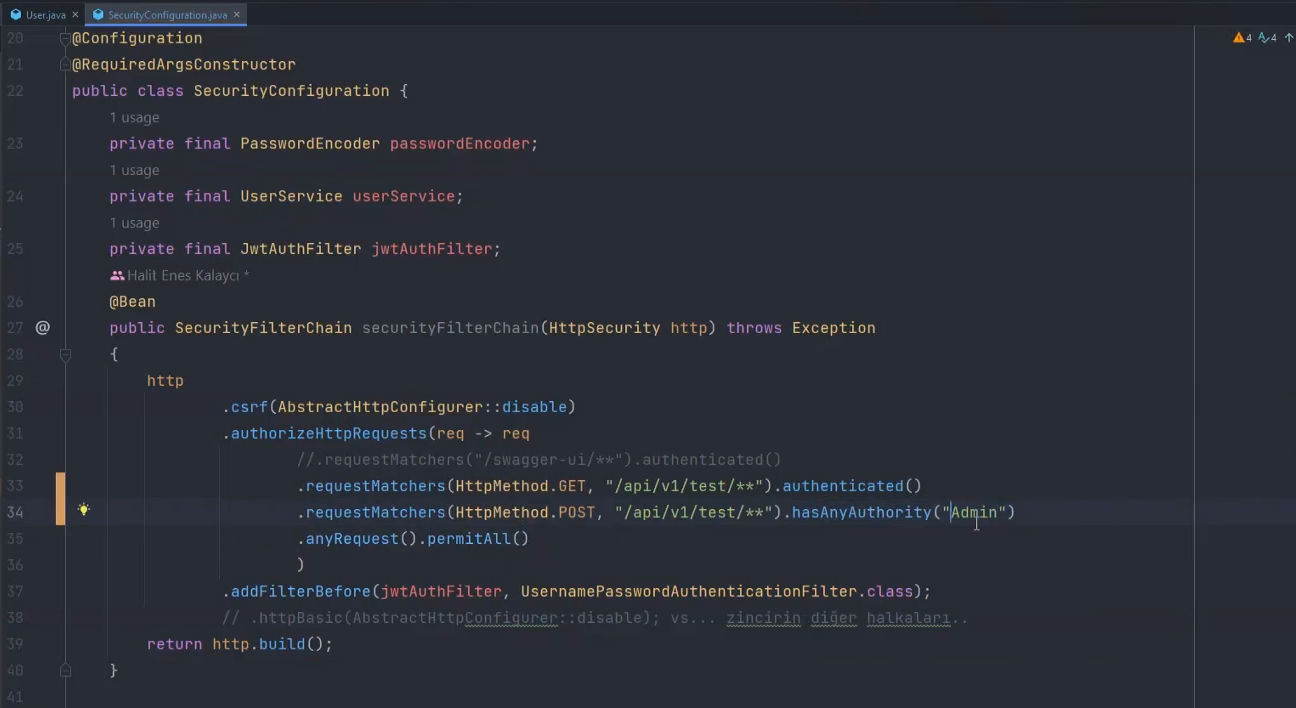 User.java
SecurityConfiguration.java
4 4
20 @Configuration
21 @RequiredArgsConstructor
22 public class SecurityConfiguration {
1 usage
23 private final PasswordEncoder passwordEncoder;
1 usage
24 private final UserService userService;
1 usage
25 private final JwtAuthFilter jwtAuthFilter;
Halit Enes Kalaycı *
26 @Bean
27 public SecurityFilterChain securityFilterChain(HttpSecurity http) throws Exception
28 {
29 http
30 .csrf(AbstractHttpConfigurer::disable)
31 .authorizeHttpRequests(req -> req
32 //.requestMatchers("/swagger-ui/**").authenticated()
33 .requestMatchers(HttpMethod.GET, "/api/v1/test/**").authenticated()
34 .requestMatchers(HttpMethod.POST, "/api/v1/test/**").hasAnyAuthority("Admin")
35 .anyRequest().permitAll()
36 )
37 .addFilterBefore(jwtAuthFilter, UsernamePasswordAuthenticationFilter.class);
38 // .httpBasic(AbstractHttpConfigurer::disable); vs... zincirin diğer halkaları..
39 return http.build();
40 }
41